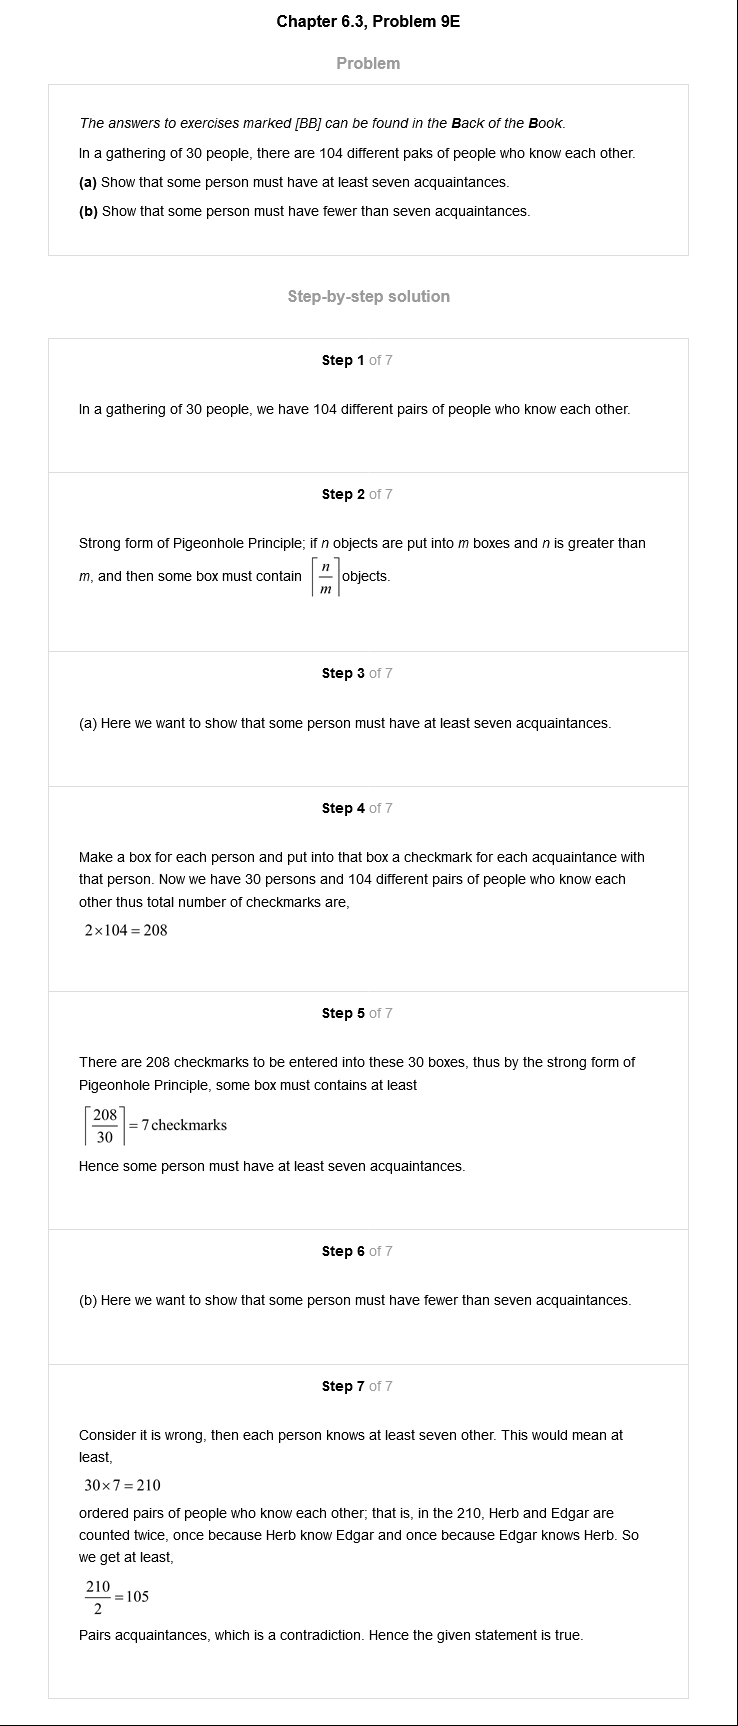 Chapter 6.3, Problem 9E
Problem
The answers to exercises marked [BB] can be found in the Back of the Book.
In a gathering of 30 people, there are 104 different paks of people who know each other.
(a) Show that some person must have at least seven acquaintances.
(b) Show that some person must have fewer than seven acquaintances.
Step-by-step solution
Step 1 of 7
In a gathering of 30 people, we have 104 different pairs of people who know each other.
Step 2 of 7
Strong form of Pigeonhole Principle; if n objects are put into m boxes and n is greater than
m, and then some box must contain ⌈n/m⌉ objects.
Step 3 of 7
(a) Here we want to show that some person must have at least seven acquaintances.
Step 4 of 7
Make a box for each person and put into that box a checkmark for each acquaintance with
that person. Now we have 30 persons and 104 different pairs of people who know each
other thus total number of checkmarks are,
2×104 = 208
Step 5 of 7
There are 208 checkmarks to be entered into these 30 boxes, thus by the strong form of
Pigeonhole Principle, some box must contains at least
⌈208/30⌉ = 7 checkmarks
Hence some person must have at least seven acquaintances.
Step 6 of 7
(b) Here we want to show that some person must have fewer than seven acquaintances.
Step 7 of 7
Consider it is wrong, then each person knows at least seven other. This would mean at
least,
30×7 = 210
ordered pairs of people who know each other; that is, in the 210, Herb and Edgar are
counted twice, once because Herb know Edgar and once because Edgar knows Herb. So
we get at least,
210/2 = 105
Pairs acquaintances, which is a contradiction. Hence the given statement is true.